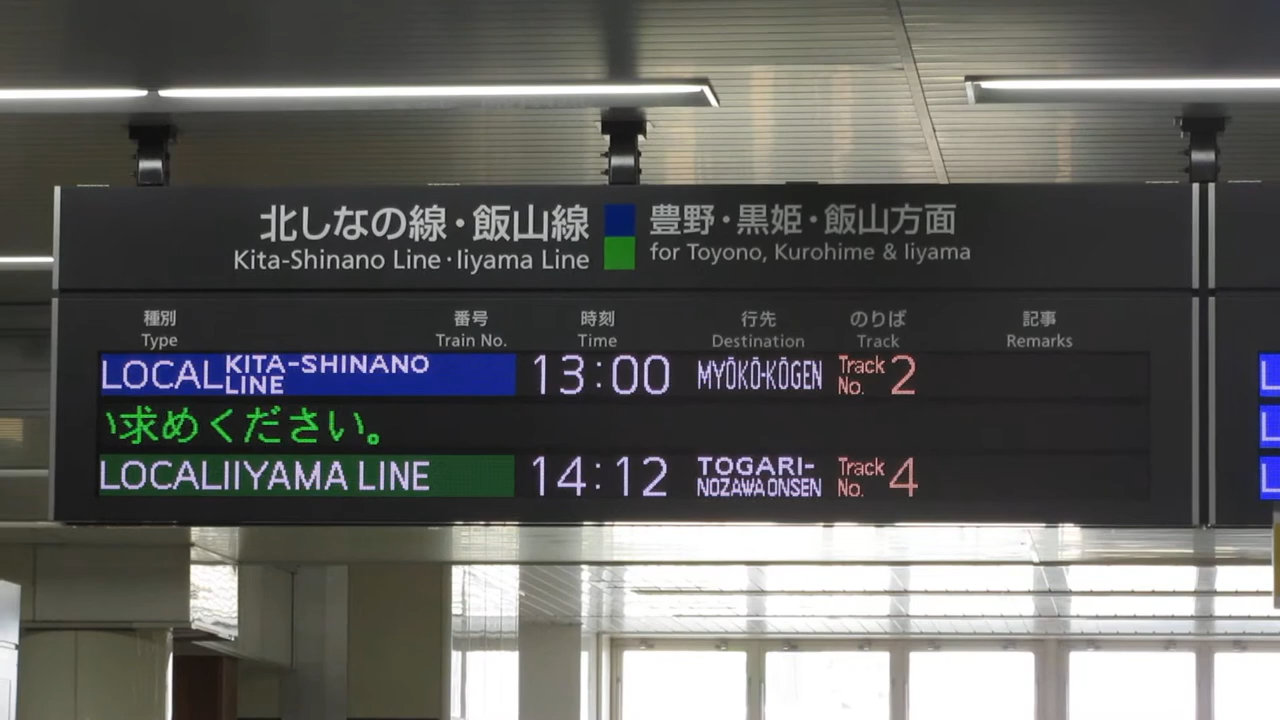 北しなの線・飯山線 豊野・黒姫・飯山方面
Kita-Shinano Line·Iiyama Line for Toyono, Kurohime & Iiyama
種別 番号 時刻 行先 のりば 記事
Type Train No. Time Destination Track Remarks
LOCAL KITA-SHINANO LINE 13:00 MYŌKŌ-KŌGEN Track No. 2
求めください。
LOCAL IIYAMA LINE 14:12 TOGARI-NOZAWAONSEN Track No. 4